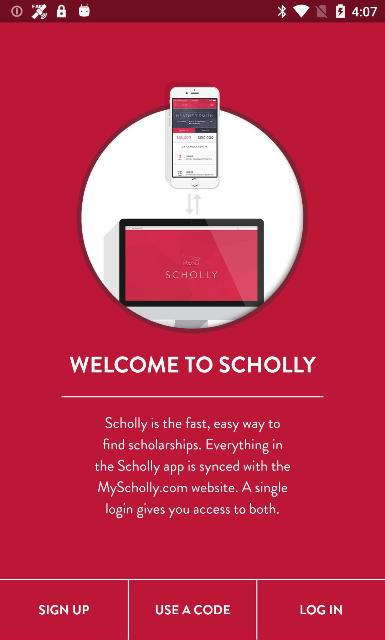 4:07
SCHOLLY
WELCOME TO SCHOLLY
Scholly is the fast, easy way to
find scholarships. Everything in
the Scholly app is synced with the
MyScholly.com website. A single
login gives you access to both.
SIGN UP
USE A CODE
LOG IN